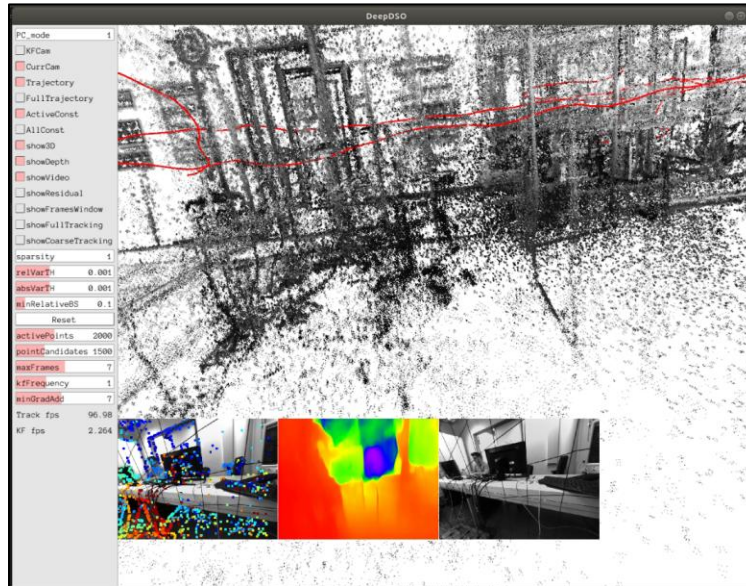 DeepDSO
PC_mode 1
KFCam
CurrCam
Trajectory
FullTrajectory
ActiveConst
AllConst
show3D
showDepth
showVideo
showResidual
showFramesWindow
showFullTracking
showCoarseTracking
sparsity 1
relVarTH 0.001
absVarTH 0.001
minRelativeBS 0.1
Reset
activePoints 2000
pointCandidates 1500
maxFrames 7
kfFrequency 1
minGradAdd 7
Track fps 96.98
KF fps 2.264